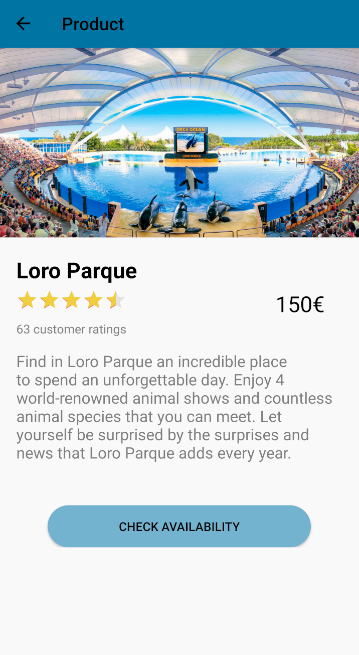 Product
ORCA OCEAN
Loro Parque
150€
63 customer ratings
Find in Loro Parque an incredible place
to spend an unforgettable day. Enjoy 4
world-renowned animal shows and countless
animal species that you can meet. Let
yourself be surprised by the surprises and
news that Loro Parque adds every year.
CHECK AVAILABILITY